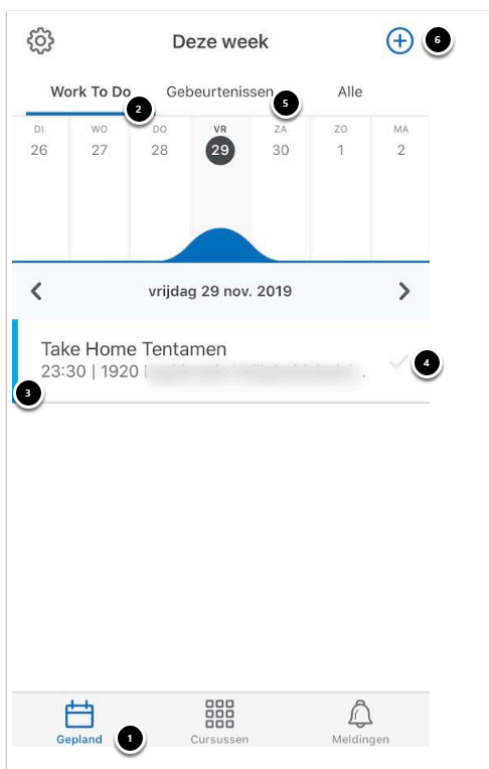 Deze week
6
Work To Do Gebeurtenissen Alle
2 5
DI WO DO VR ZA ZO MA
26 27 28 29 30 1 2
vrijdag 29 nov. 2019
Take Home Tentamen
23:30 | 1920
4
3
Gepland Cursussen Meldingen
1